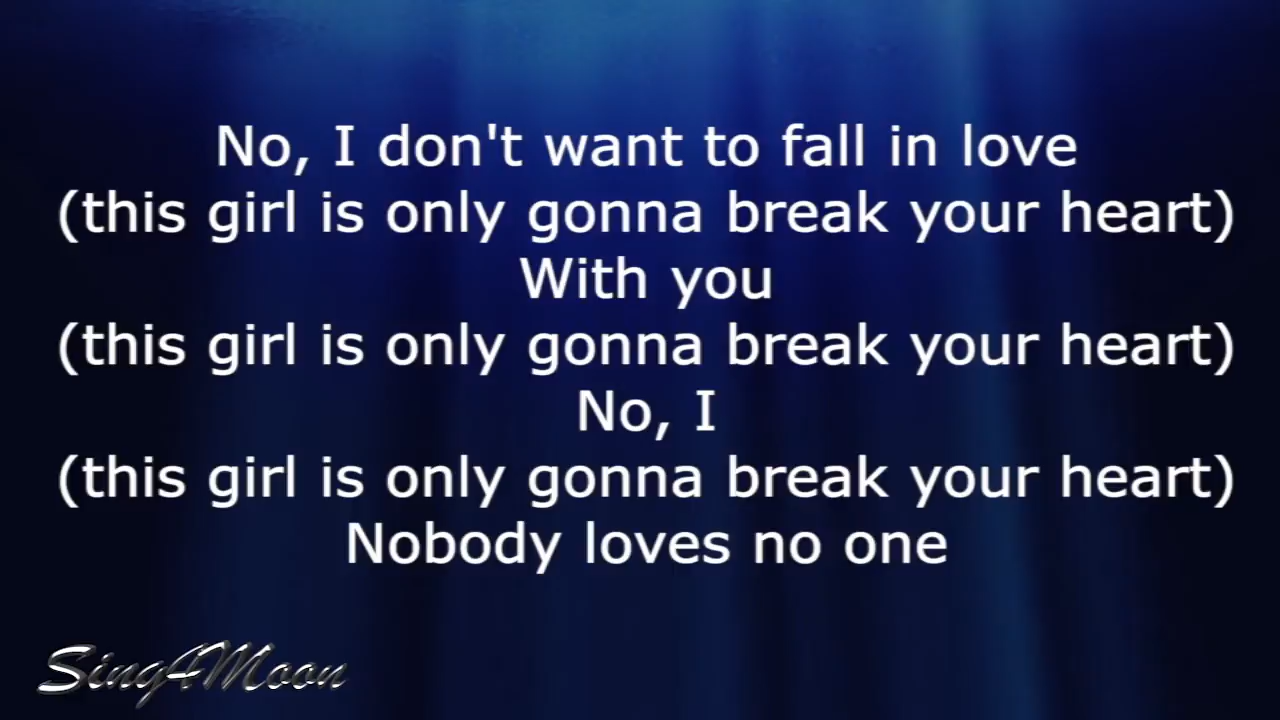 No, I don't want to fall in love
(this girl is only gonna break your heart)
With you
(this girl is only gonna break your heart)
No, I
(this girl is only gonna break your heart)
Nobody loves no one
Sing4Moon